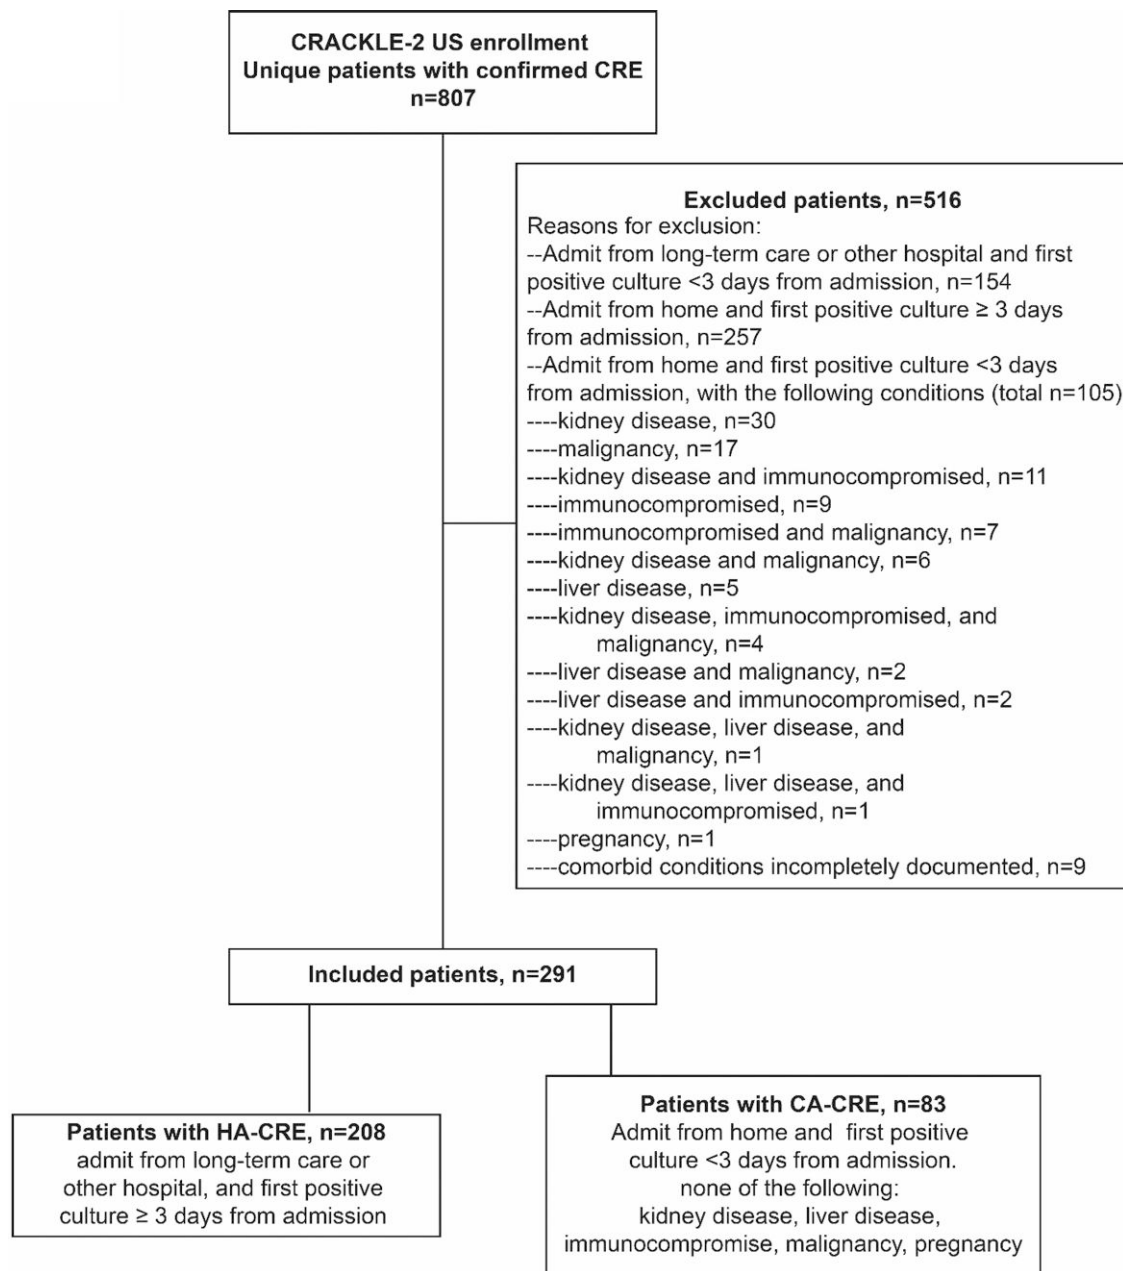 CRACKLE-2 US enrollment
Unique patients with confirmed CRE
n=807
Excluded patients, n=516
Reasons for exclusion:
--Admit from long-term care or other hospital and first
positive culture <3 days from admission, n=154
--Admit from home and first positive culture ≥ 3 days
from admission, n=257
--Admit from home and first positive culture <3 days
from admission, with the following conditions (total n=105)
----kidney disease, n=30
----malignancy, n=17
----kidney disease and immunocompromised, n=11
----immunocompromised, n=9
----immunocompromised and malignancy, n=7
----kidney disease and malignancy, n=6
----liver disease, n=5
----kidney disease, immunocompromised, and
malignancy, n=4
----liver disease and malignancy, n=2
----liver disease and immunocompromised, n=2
----kidney disease, liver disease, and
malignancy, n=1
----kidney disease, liver disease, and
immunocompromised, n=1
----pregnancy, n=1
----comorbid conditions incompletely documented, n=9
Included patients, n=291
Patients with HA-CRE, n=208
admit from long-term care or
other hospital, and first positive
culture ≥ 3 days from admission
Patients with CA-CRE, n=83
Admit from home and first positive
culture <3 days from admission.
none of the following:
kidney disease, liver disease,
immunocompromise, malignancy, pregnancy